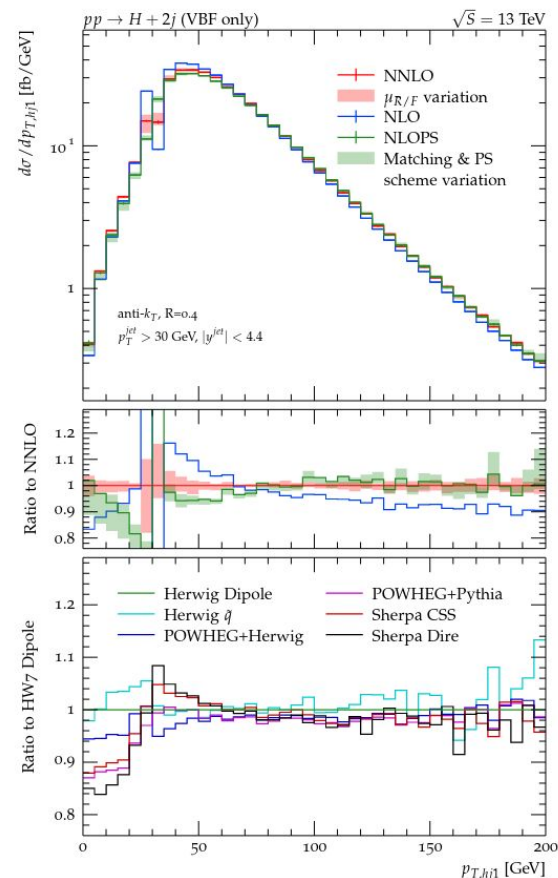 pp → H + 2j (VBF only) √S = 13 TeV
dσ/dp_{T,hj1} [fb/GeV]
NNLO
μ_{R/F} variation
NLO
NLOPS
Matching & PS
scheme variation
10¹
1
anti-k_T, R=0.4
p_T^{jet} > 30 GeV, |y^{jet}| < 4.4
Ratio to NNLO
1.2
1.1
1.0
0.9
0.8
Ratio to HW7 Dipole
Herwig Dipole
Herwig q̃
POWHEG+Herwig
POWHEG+Pythia
Sherpa CSS
Sherpa Dire
1.2
1.1
1
0.9
0.8
0 50 100 150 200
p_{T,hj1} [GeV]